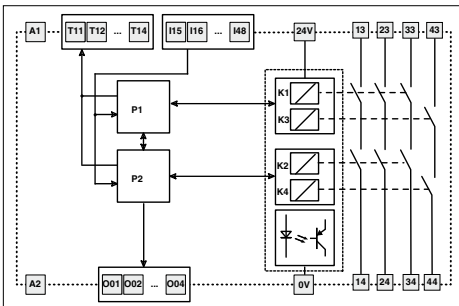 A1 T11 T12 ... T14 I15 I16 ... I48 24V 13 23 33 43
K1
P1
K3
K2
P2
K4
A2 O01 O02 ... O04 0V 14 24 34 44